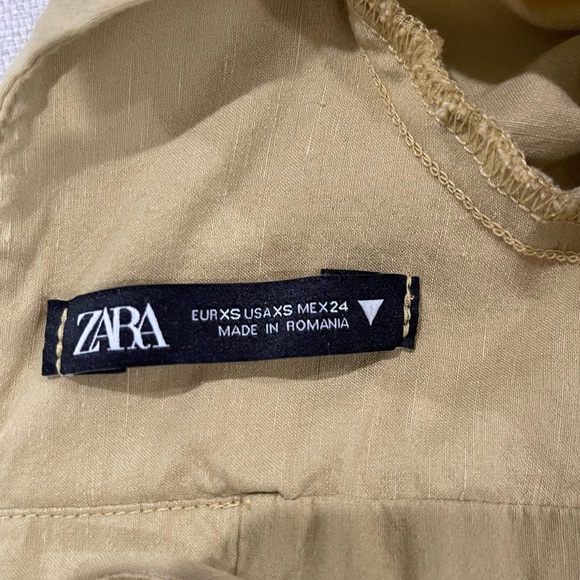 ZARA
EUR XS USA XS MEX 24
MADE IN ROMANIA